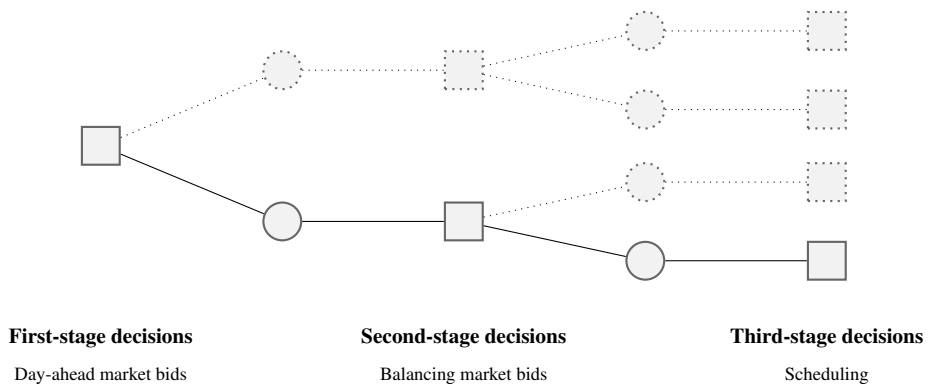 First-stage decisions
Second-stage decisions
Third-stage decisions
Day-ahead market bids
Balancing market bids
Scheduling